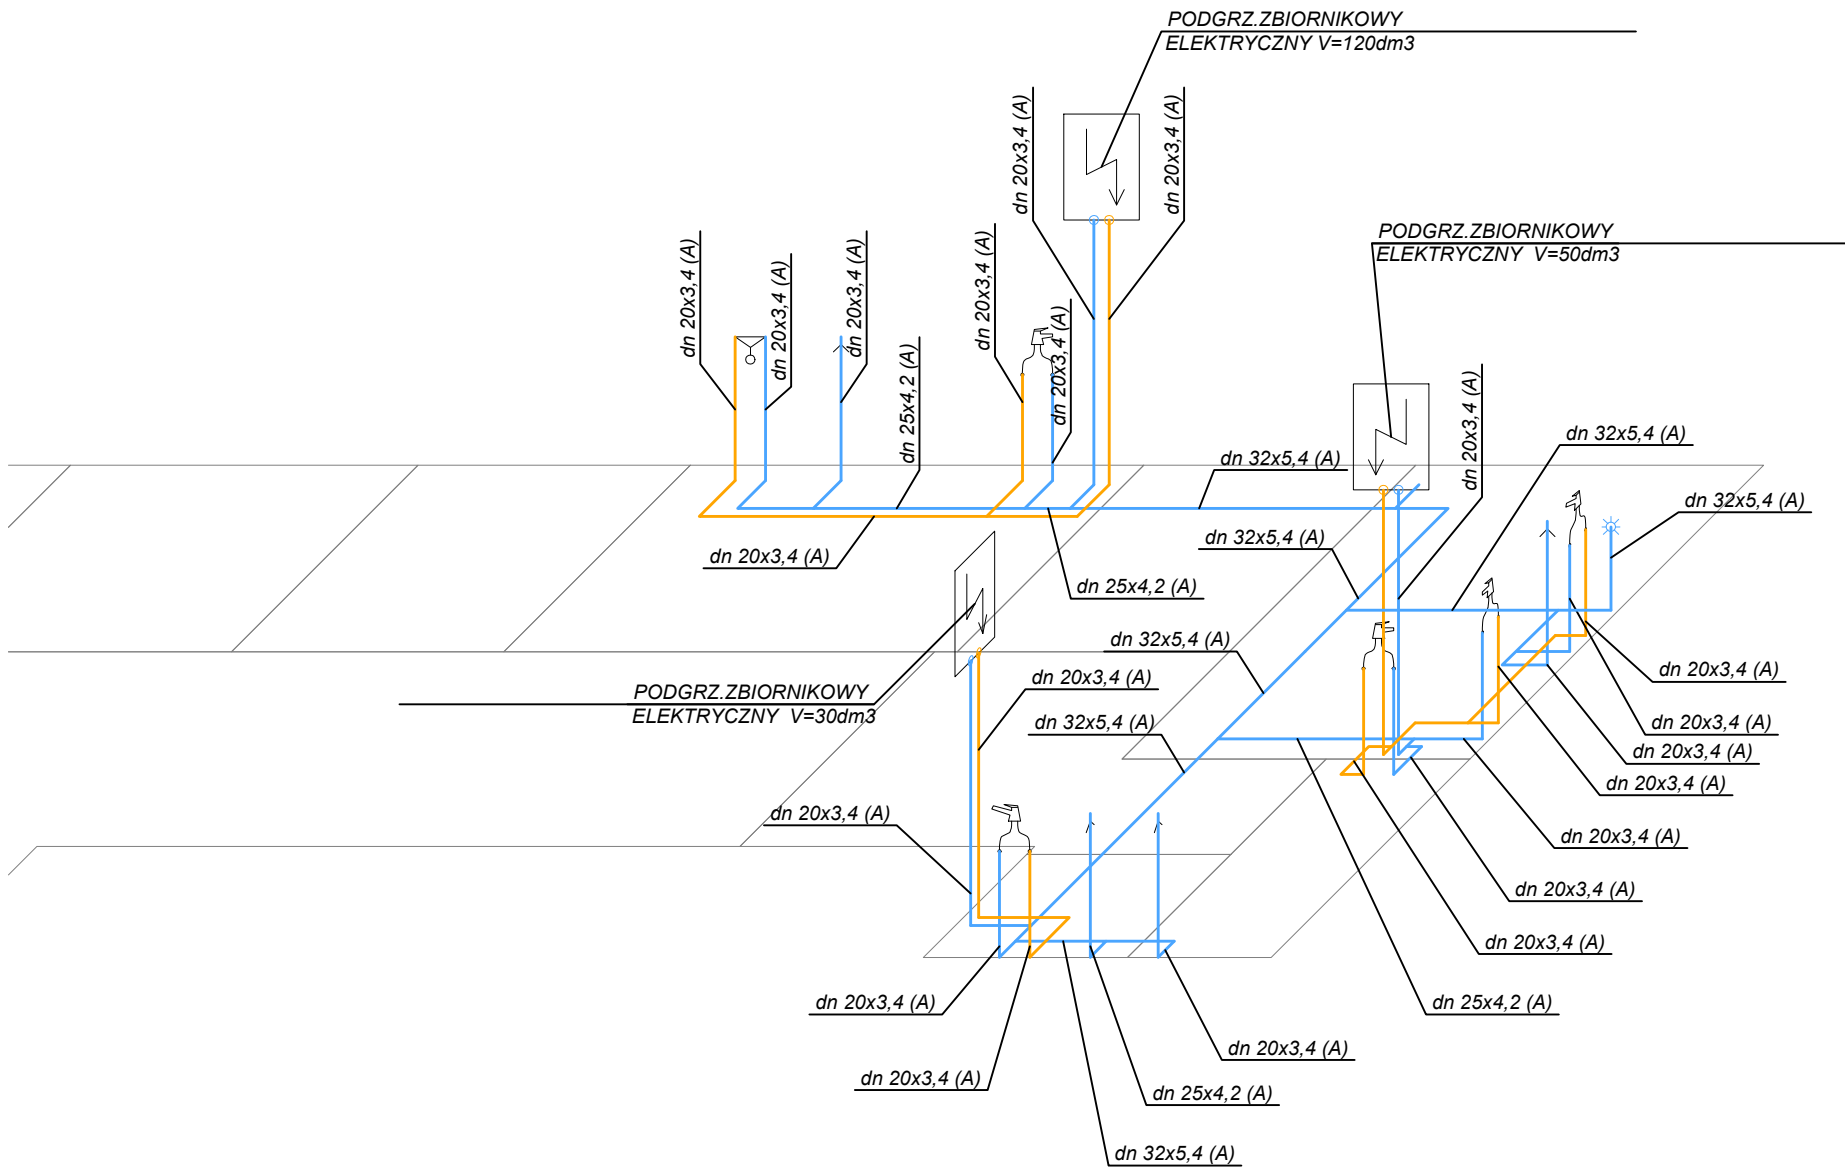 PODGRZ.ZBIORNIKOWY
ELEKTRYCZNY V=120dm3
dn 20x3,4 (A)
dn 20x3,4 (A)
PODGRZ.ZBIORNIKOWY
ELEKTRYCZNY V=50dm3
dn 20x3,4 (A)
dn 20x3,4 (A)
dn 20x3,4 (A)
dn 25x4,2 (A)
dn 20x3,4 (A)
dn 20x3,4 (A)
dn 20x3,4 (A)
dn 32x5,4 (A)
dn 32x5,4 (A)
dn 32x5,4 (A)
dn 32x5,4 (A)
dn 20x3,4 (A)
dn 25x4,2 (A)
dn 32x5,4 (A)
dn 20x3,4 (A)
dn 20x3,4 (A)
PODGRZ.ZBIORNIKOWY
ELEKTRYCZNY V=30dm3
dn 32x5,4 (A)
dn 20x3,4 (A)
dn 20x3,4 (A)
dn 20x3,4 (A)
dn 20x3,4 (A)
dn 20x3,4 (A)
dn 20x3,4 (A)
dn 20x3,4 (A)
dn 20x3,4 (A)
dn 25x4,2 (A)
dn 20x3,4 (A)
dn 20x3,4 (A)
dn 25x4,2 (A)
dn 32x5,4 (A)